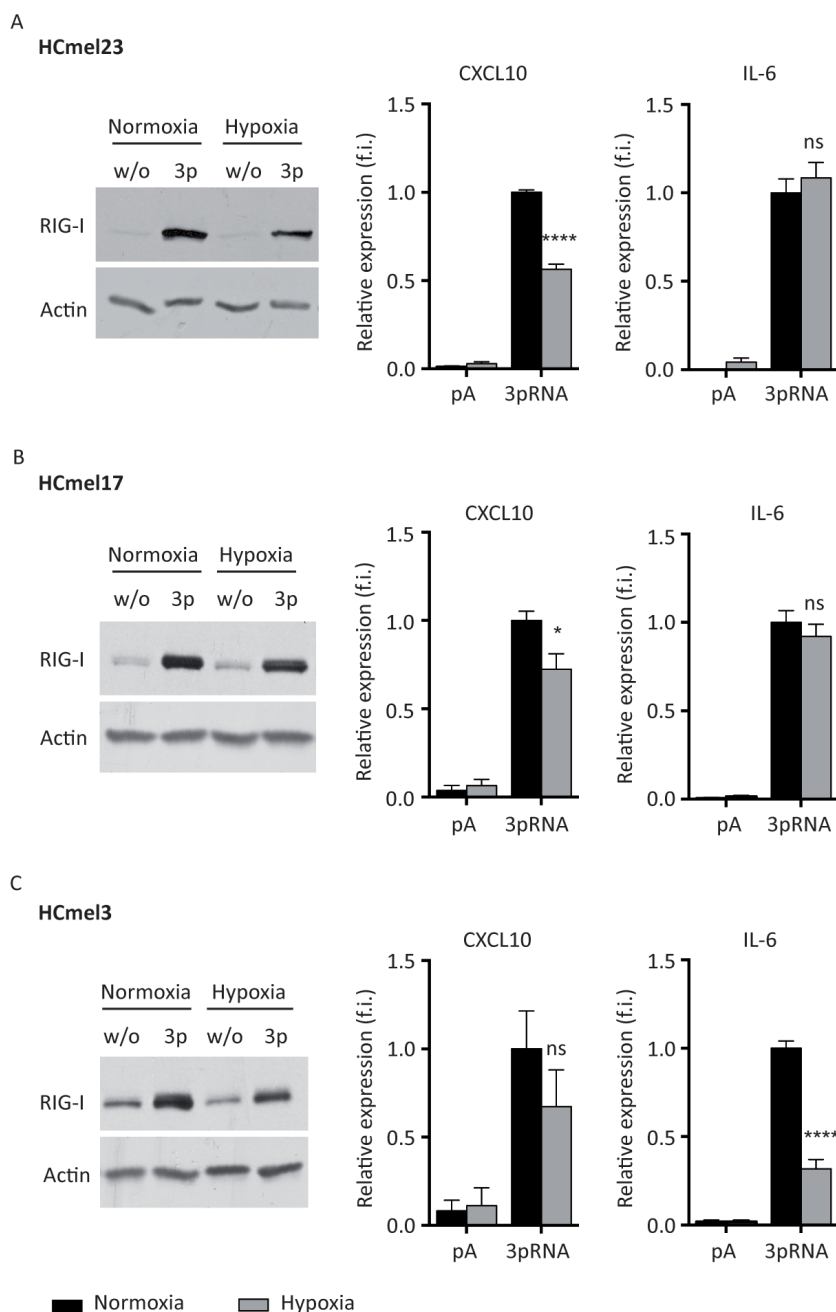 A
HCmel23
Normoxia Hypoxia
w/o 3p w/o 3p
RIG-I
Actin
CXCL10
Relative expression (f.i.)
1.5
1.0
0.5
0.0
****
pA 3pRNA
IL-6
Relative expression (f.i.)
1.5
1.0
0.5
0.0
ns
pA 3pRNA
B
HCmel17
Normoxia Hypoxia
w/o 3p w/o 3p
RIG-I
Actin
CXCL10
Relative expression (f.i.)
1.5
1.0
0.5
0.0
*
pA 3pRNA
IL-6
Relative expression (f.i.)
1.5
1.0
0.5
0.0
ns
pA 3pRNA
C
HCmel3
Normoxia Hypoxia
w/o 3p w/o 3p
RIG-I
Actin
CXCL10
Relative expression (f.i.)
1.5
1.0
0.5
0.0
ns
pA 3pRNA
IL-6
Relative expression (f.i.)
1.5
1.0
0.5
0.0
****
pA 3pRNA
Normoxia Hypoxia